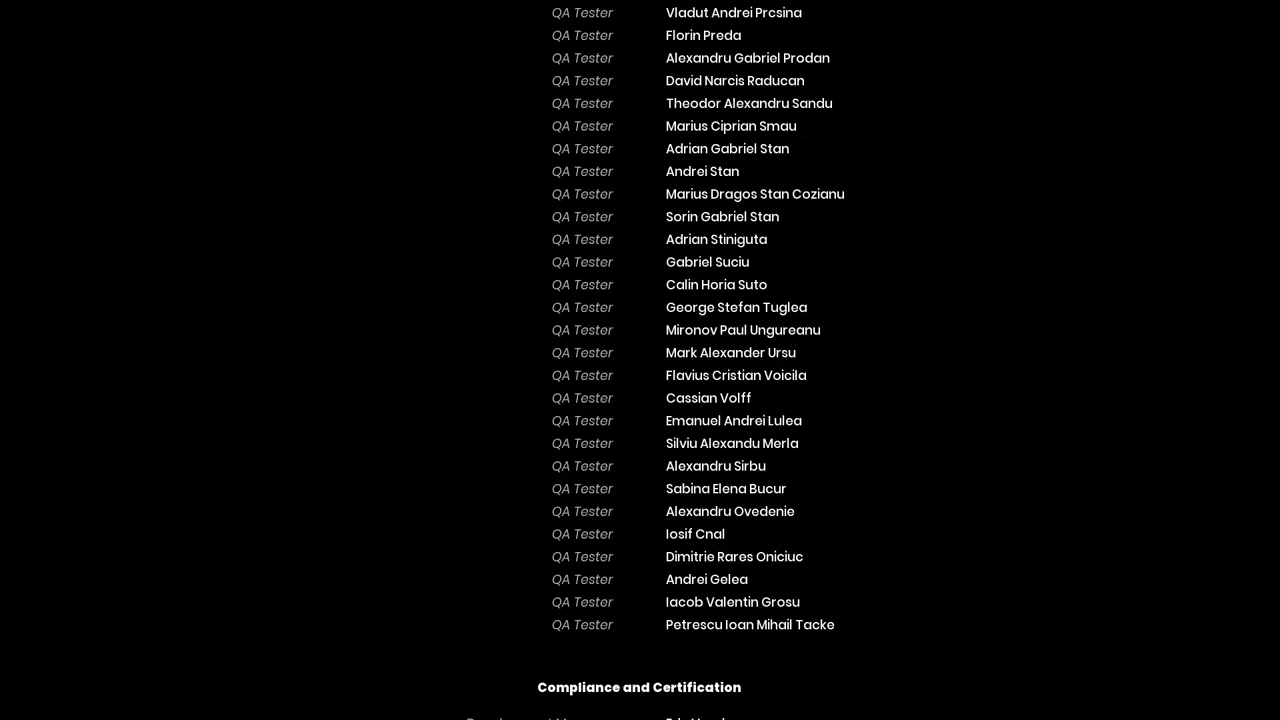 QA Tester Vladut Andrei Prcsina
QA Tester Florin Preda
QA Tester Alexandru Gabriel Prodan
QA Tester David Narcis Raducan
QA Tester Theodor Alexandru Sandu
QA Tester Marius Ciprian Smau
QA Tester Adrian Gabriel Stan
QA Tester Andrei Stan
QA Tester Marius Dragos Stan Cozianu
QA Tester Sorin Gabriel Stan
QA Tester Adrian Stiniguta
QA Tester Gabriel Suciu
QA Tester Calin Horia Suto
QA Tester George Stefan Tuglea
QA Tester Mironov Paul Ungureanu
QA Tester Mark Alexander Ursu
QA Tester Flavius Cristian Voicila
QA Tester Cassian Volff
QA Tester Emanuel Andrei Lulea
QA Tester Silviu Alexandu Merla
QA Tester Alexandru Sirbu
QA Tester Sabina Elena Bucur
QA Tester Alexandru Ovedenie
QA Tester Iosif Cnal
QA Tester Dimitrie Rares Oniciuc
QA Tester Andrei Gelea
QA Tester Iacob Valentin Grosu
QA Tester Petrescu Ioan Mihail Tacke
Compliance and Certification